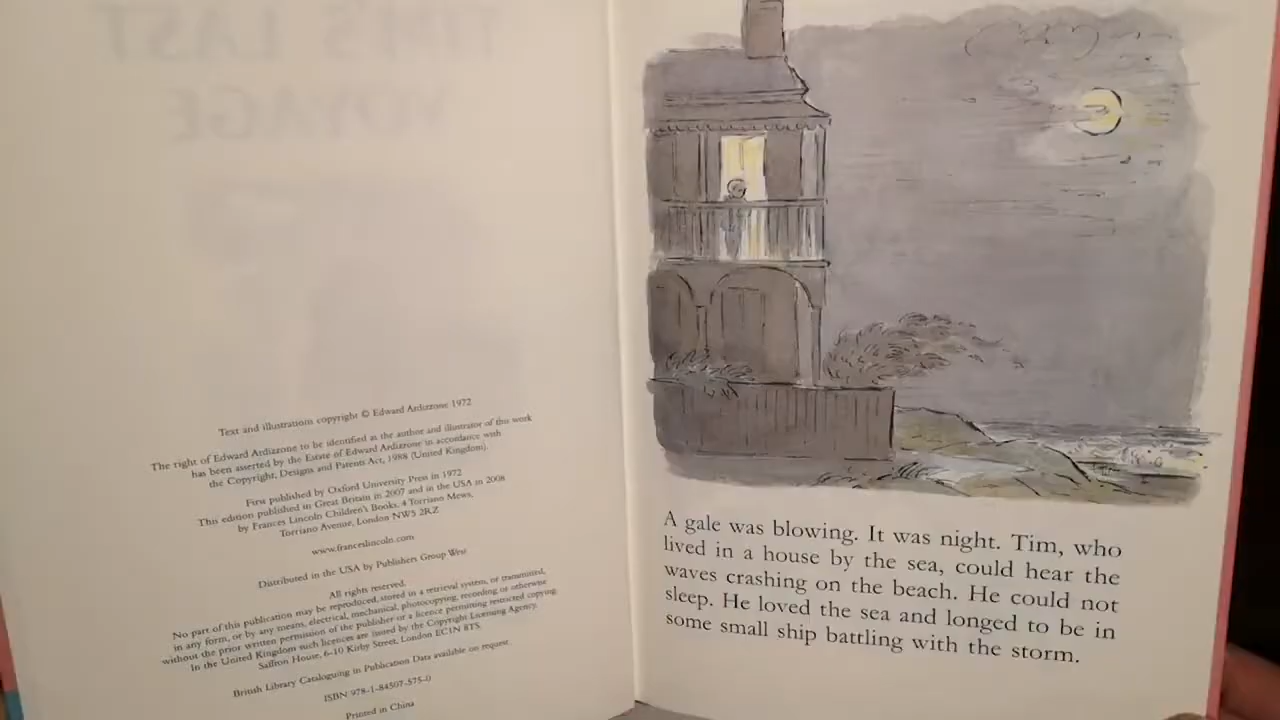 TIM'S LAST
VOYAGE
Text and illustrations copyright © Edward Ardizzone 1972
The right of Edward Ardizzone to be identified as the author and illustrator of this work
has been asserted by the Estate of Edward Ardizzone in accordance with
the Copyright, Designs and Patents Act, 1988 (United Kingdom).
First published by Oxford University Press in 1972
This edition published in Great Britain in 2007 and in the USA in 2008
by Frances Lincoln Children's Books, 4 Torriano Mews,
Torriano Avenue, London NW5 2RZ
www.franceslincoln.com
Distributed in the USA by Publishers Group West
All rights reserved.
No part of this publication may be reproduced, stored in a retrieval system, or transmitted,
in any form, or by any means, electrical, mechanical, photocopying, recording or otherwise
without the prior written permission of the publisher or a licence permitting restricted copying.
In the United Kingdom such licences are issued by the Copyright Licensing Agency,
Saffron House, 6-10 Kirby Street, London EC1N 8TS.
British Library Cataloguing in Publication Data available on request.
ISBN 978-1-84507-575-0
Printed in China
A gale was blowing. It was night. Tim, who
lived in a house by the sea, could hear the
waves crashing on the beach. He could not
sleep. He loved the sea and longed to be in
some small ship battling with the storm.